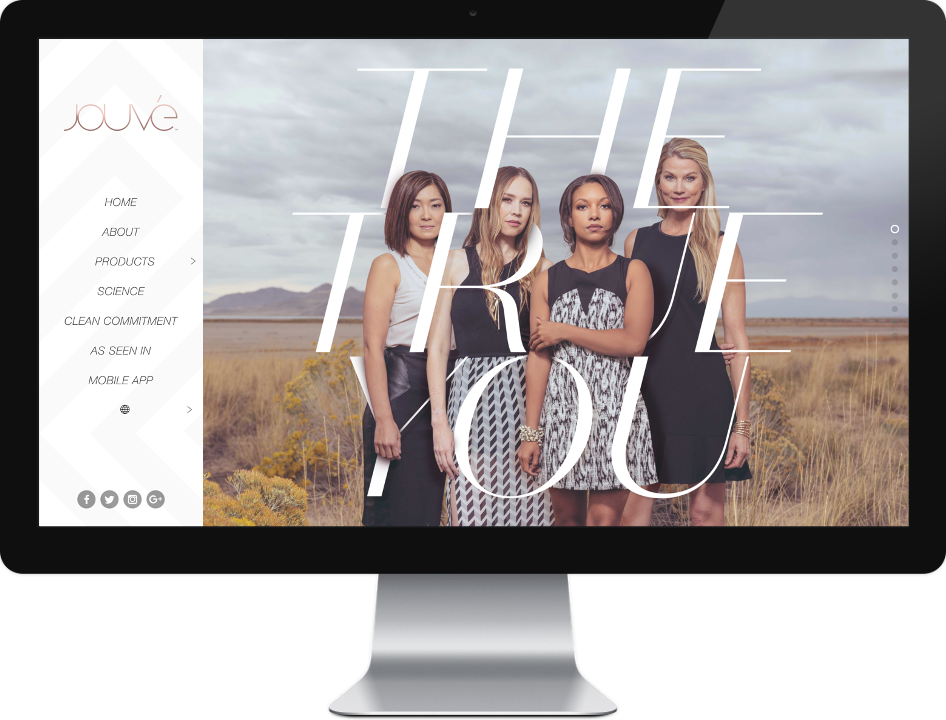 JOUVÉ
HOME
ABOUT
PRODUCTS
SCIENCE
CLEAN COMMITMENT
AS SEEN IN
MOBILE APP
THE
TRUE
YOU